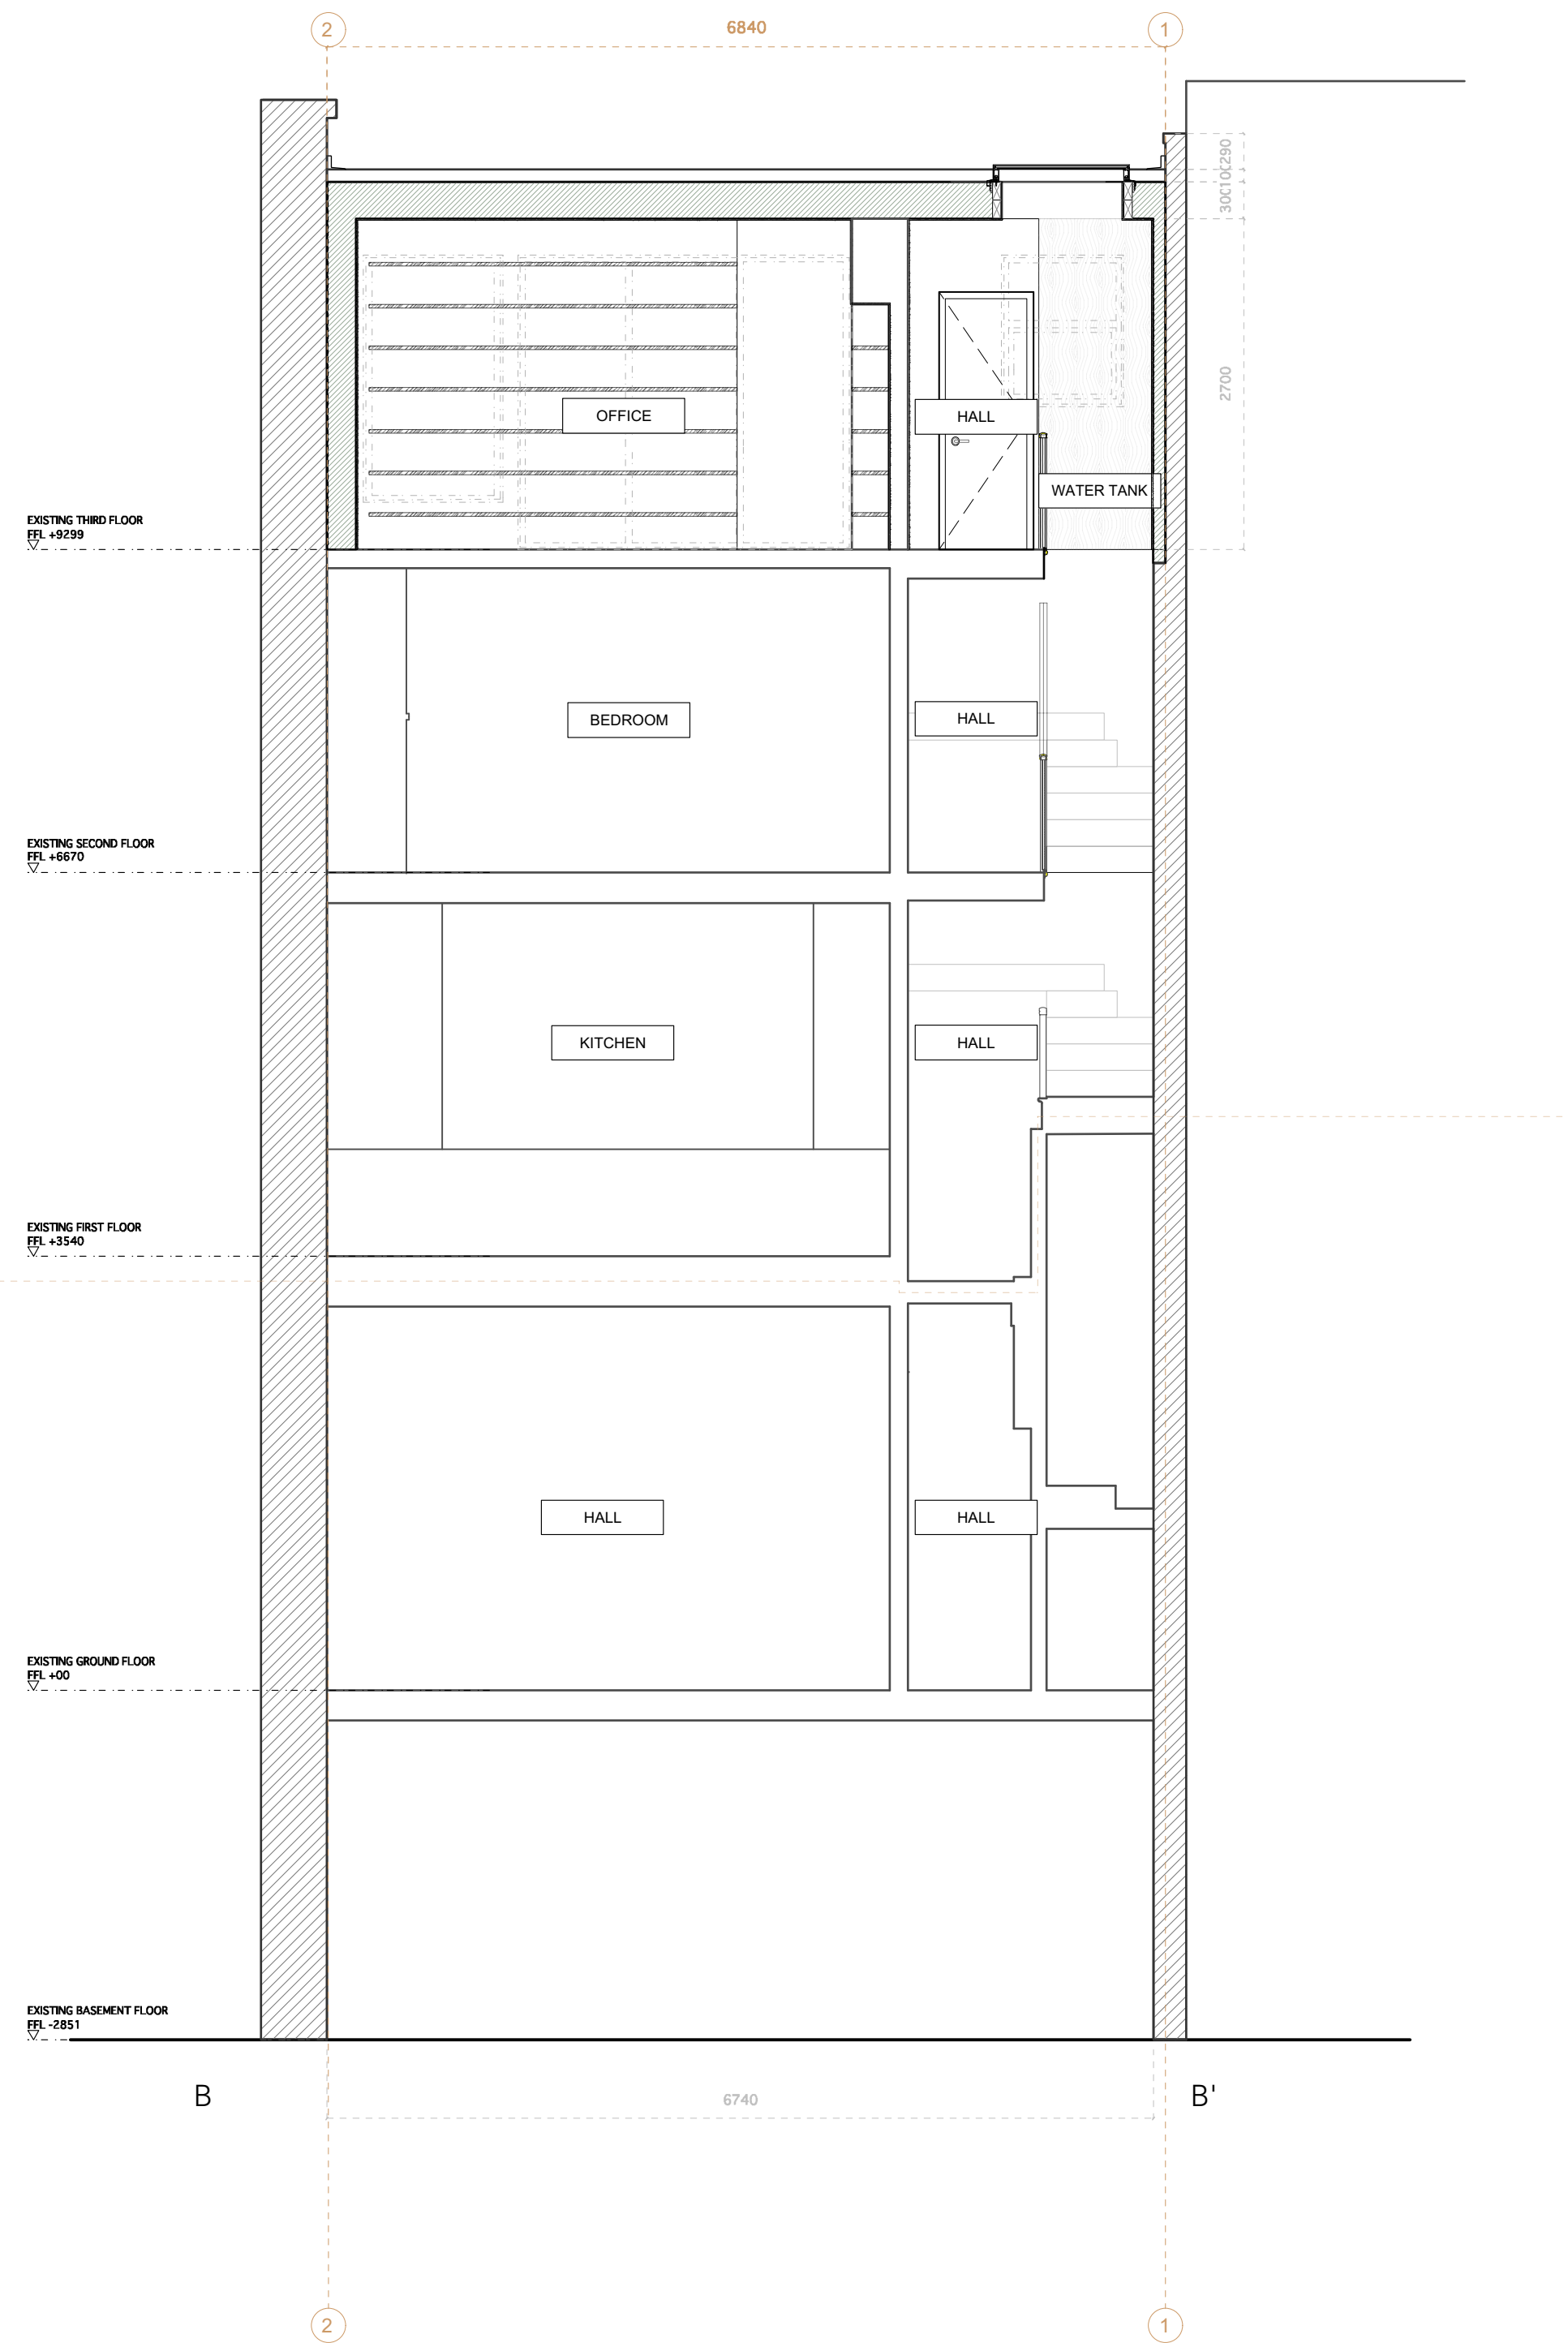 2
6840
1
290
100
300
2700
OFFICE
HALL
WATER TANK
EXISTING THIRD FLOOR
FFL +9299
BEDROOM
HALL
EXISTING SECOND FLOOR
FFL +6670
KITCHEN
HALL
EXISTING FIRST FLOOR
FFL +3540
HALL
HALL
EXISTING GROUND FLOOR
FFL +00
EXISTING BASEMENT FLOOR
FFL -2851
B
6740
B'
2
1